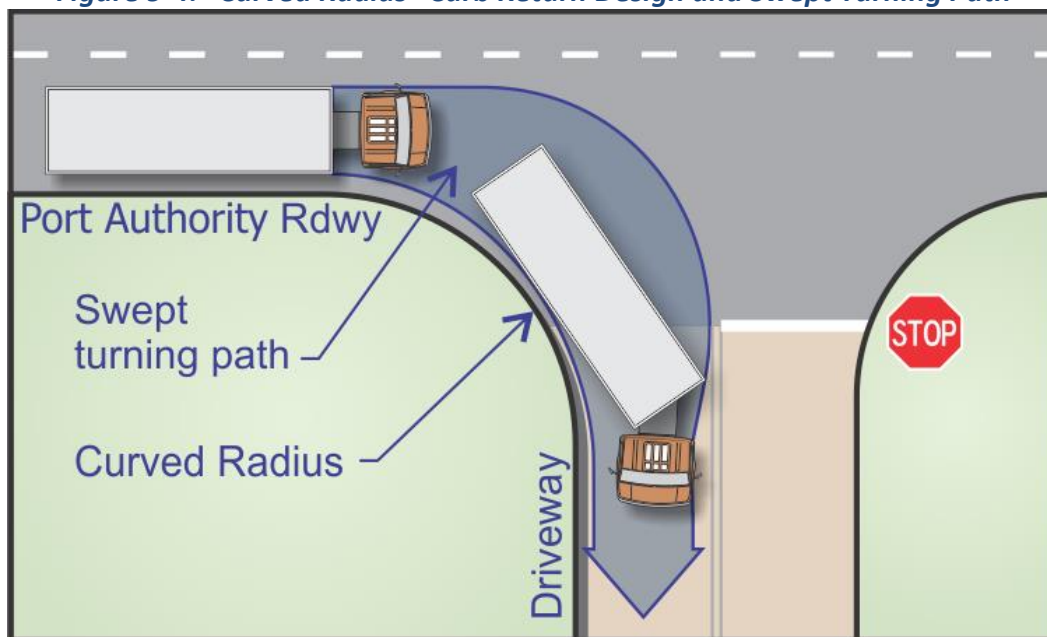 Port Authority Rdwy
Swept
turning path
Curved Radius
Driveway
STOP